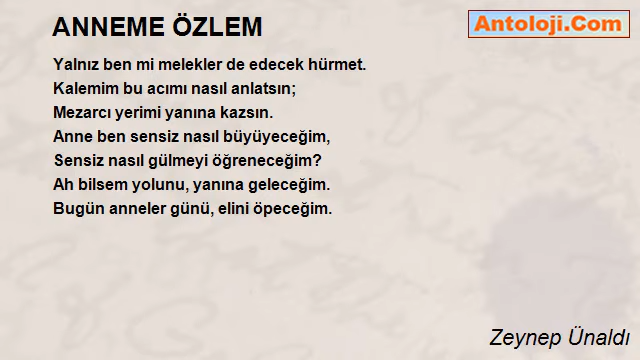 ANNEME ÖZLEM
Antoloji.Com
Yalnız ben mi melekler de edecek hürmet.
Kalemim bu acımı nasıl anlatsın;
Mezarcı yerimi yanına kazsın.
Anne ben sensiz nasıl büyüyeceğim,
Sensiz nasıl gülmeyi öğreneceğim?
Ah bilsem yolunu, yanına geleceğim.
Bugün anneler günü, elini öpeceğim.
Zeynep Ünaldı